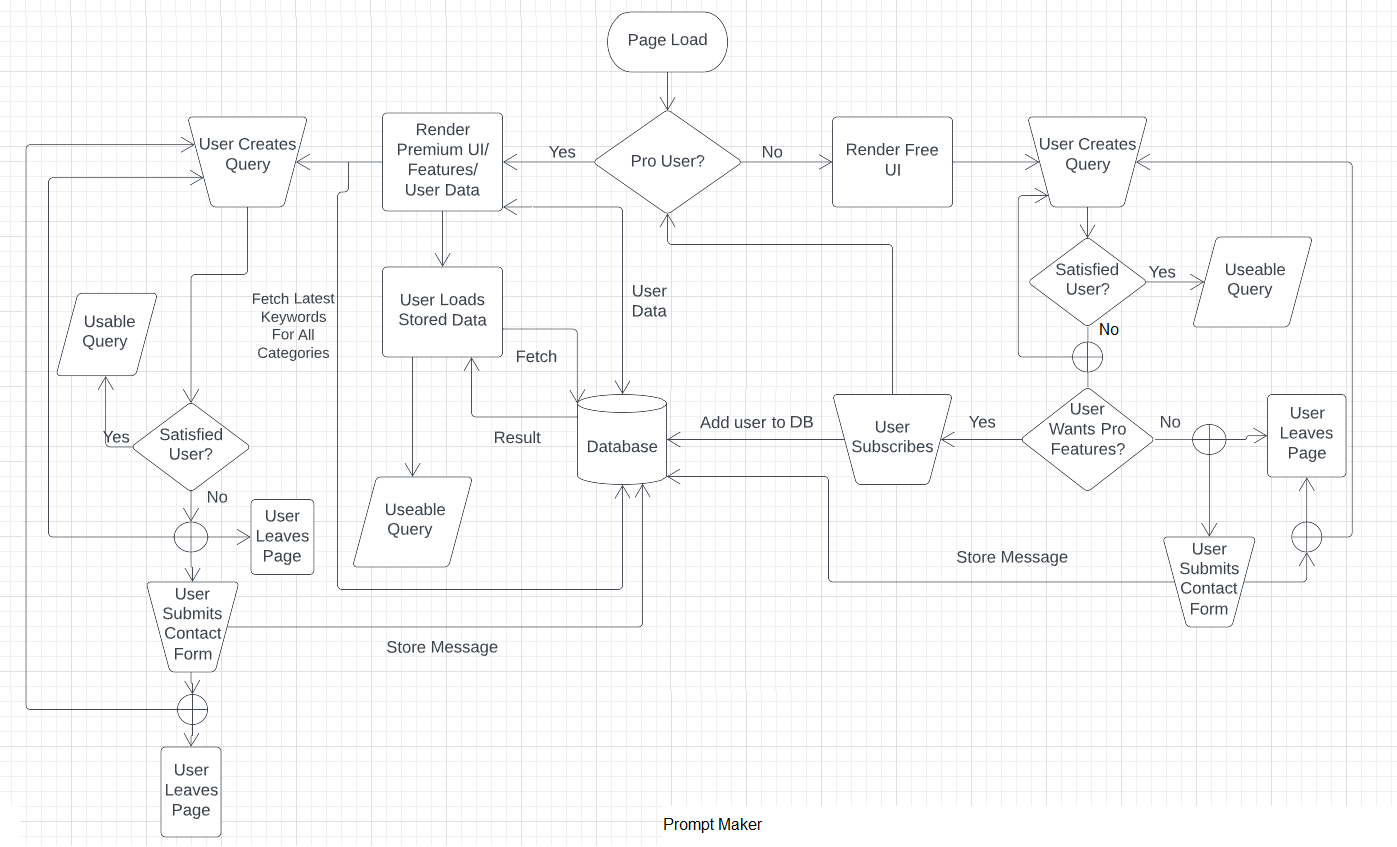 Page Load
User Creates
Query
Render
Premium UI/
Features/
User Data
Yes
Pro User?
No
Render Free
UI
User Creates
Query
Fetch Latest
Keywords
For All
Categories
User Loads
Stored Data
User
Data
Satisfied
User?
Yes
Useable
Query
No
Usable
Query
Fetch
Result
Database
Add user to DB
User
Subscribes
Yes
User
Wants Pro
Features?
No
User
Leaves
Page
Yes
Satisfied
User?
No
User
Leaves
Page
Useable
Query
Store Message
User
Submits
Contact
Form
User
Submits
Contact
Form
Store Message
User
Leaves
Page
Prompt Maker